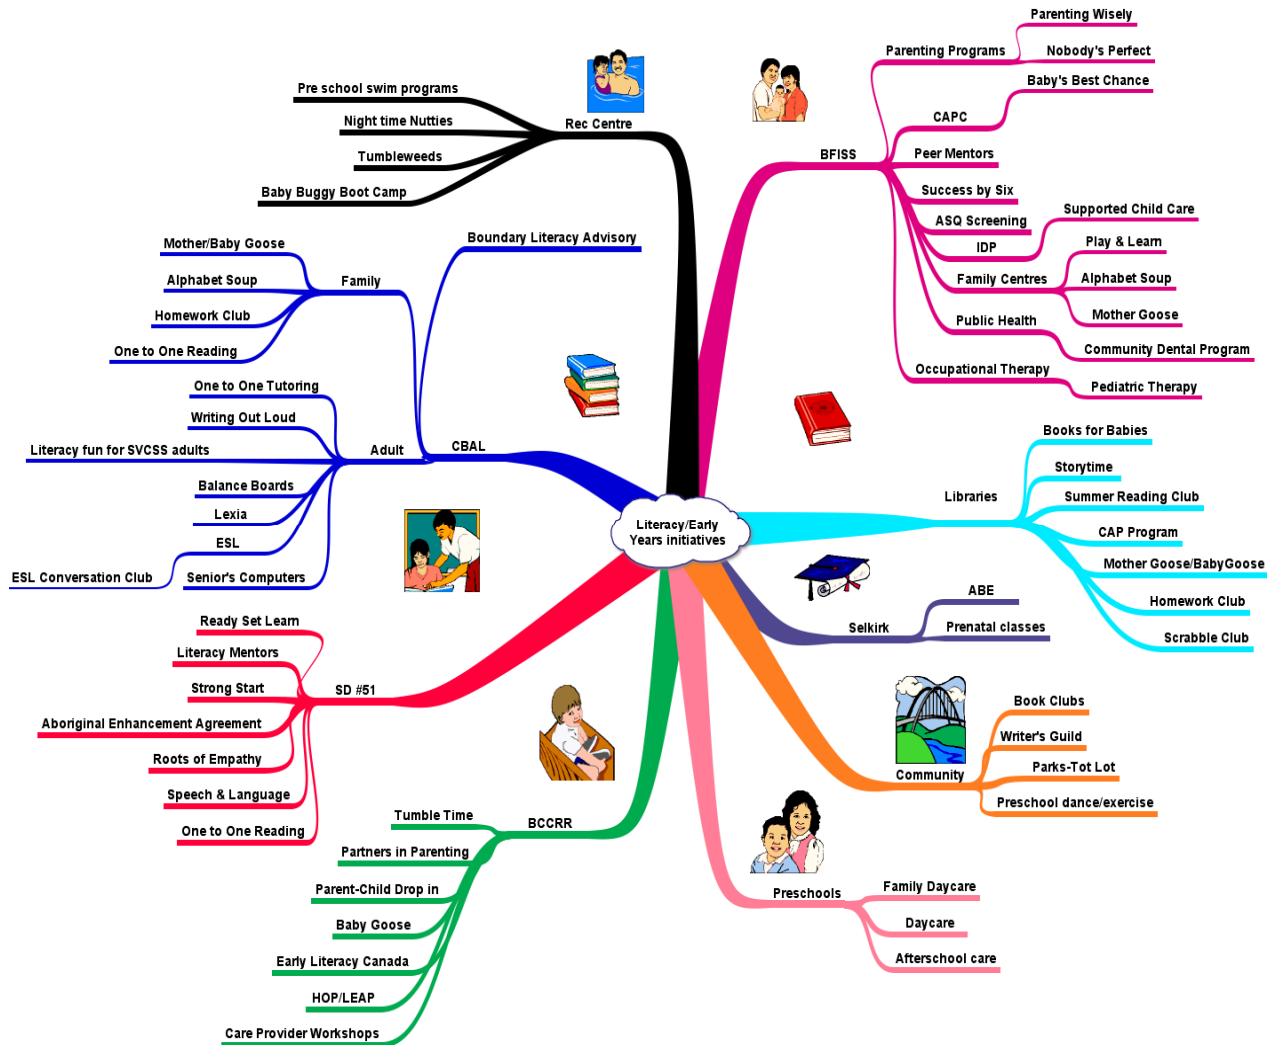 Literacy/Early
Years initiatives
Rec Centre
Pre school swim programs
Night time Nutties
Tumbleweeds
Baby Buggy Boot Camp
BFISS
Parenting Programs
Parenting Wisely
Nobody's Perfect
CAPC
Baby's Best Chance
Peer Mentors
Success by Six
ASQ Screening
IDP
Supported Child Care
Family Centres
Play & Learn
Alphabet Soup
Mother Goose
Public Health
Community Dental Program
Occupational Therapy
Pediatric Therapy
CBAL
Boundary Literacy Advisory
Family
Mother/Baby Goose
Alphabet Soup
Homework Club
One to One Reading
Adult
One to One Tutoring
Writing Out Loud
Literacy fun for SVCSS adults
Balance Boards
Lexia
ESL
ESL Conversation Club
Senior's Computers
Libraries
Books for Babies
Storytime
Summer Reading Club
CAP Program
Mother Goose/BabyGoose
Homework Club
Scrabble Club
Selkirk
ABE
Prenatal classes
SD #51
Ready Set Learn
Literacy Mentors
Strong Start
Aboriginal Enhancement Agreement
Roots of Empathy
Speech & Language
One to One Reading
Community
Book Clubs
Writer's Guild
Parks-Tot Lot
Preschool dance/exercise
BCCRR
Tumble Time
Partners in Parenting
Parent-Child Drop in
Baby Goose
Early Literacy Canada
HOP/LEAP
Care Provider Workshops
Preschools
Family Daycare
Daycare
Afterschool care